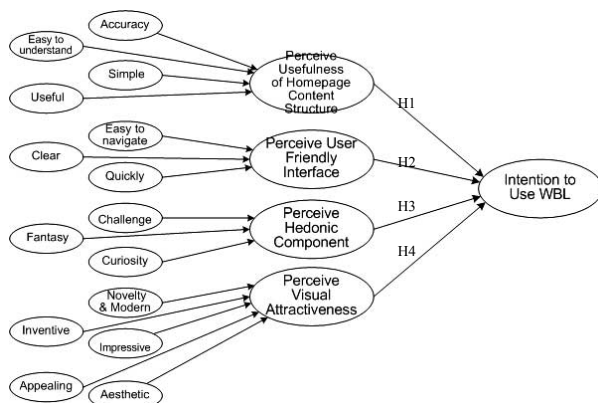 Accuracy
Easy to
understand
Simple
Useful
Perceive
Usefulness
of Homepage
Content
Structure
H1
Easy to
navigate
Clear
Quickly
Perceive User
Friendly
Interface
H2
Intention to
Use WBL
Challenge
Fantasy
Curiosity
Perceive
Hedonic
Component
H3
H4
Novelty
& Modern
Inventive
Impressive
Appealing
Aesthetic
Perceive
Visual
Attractiveness